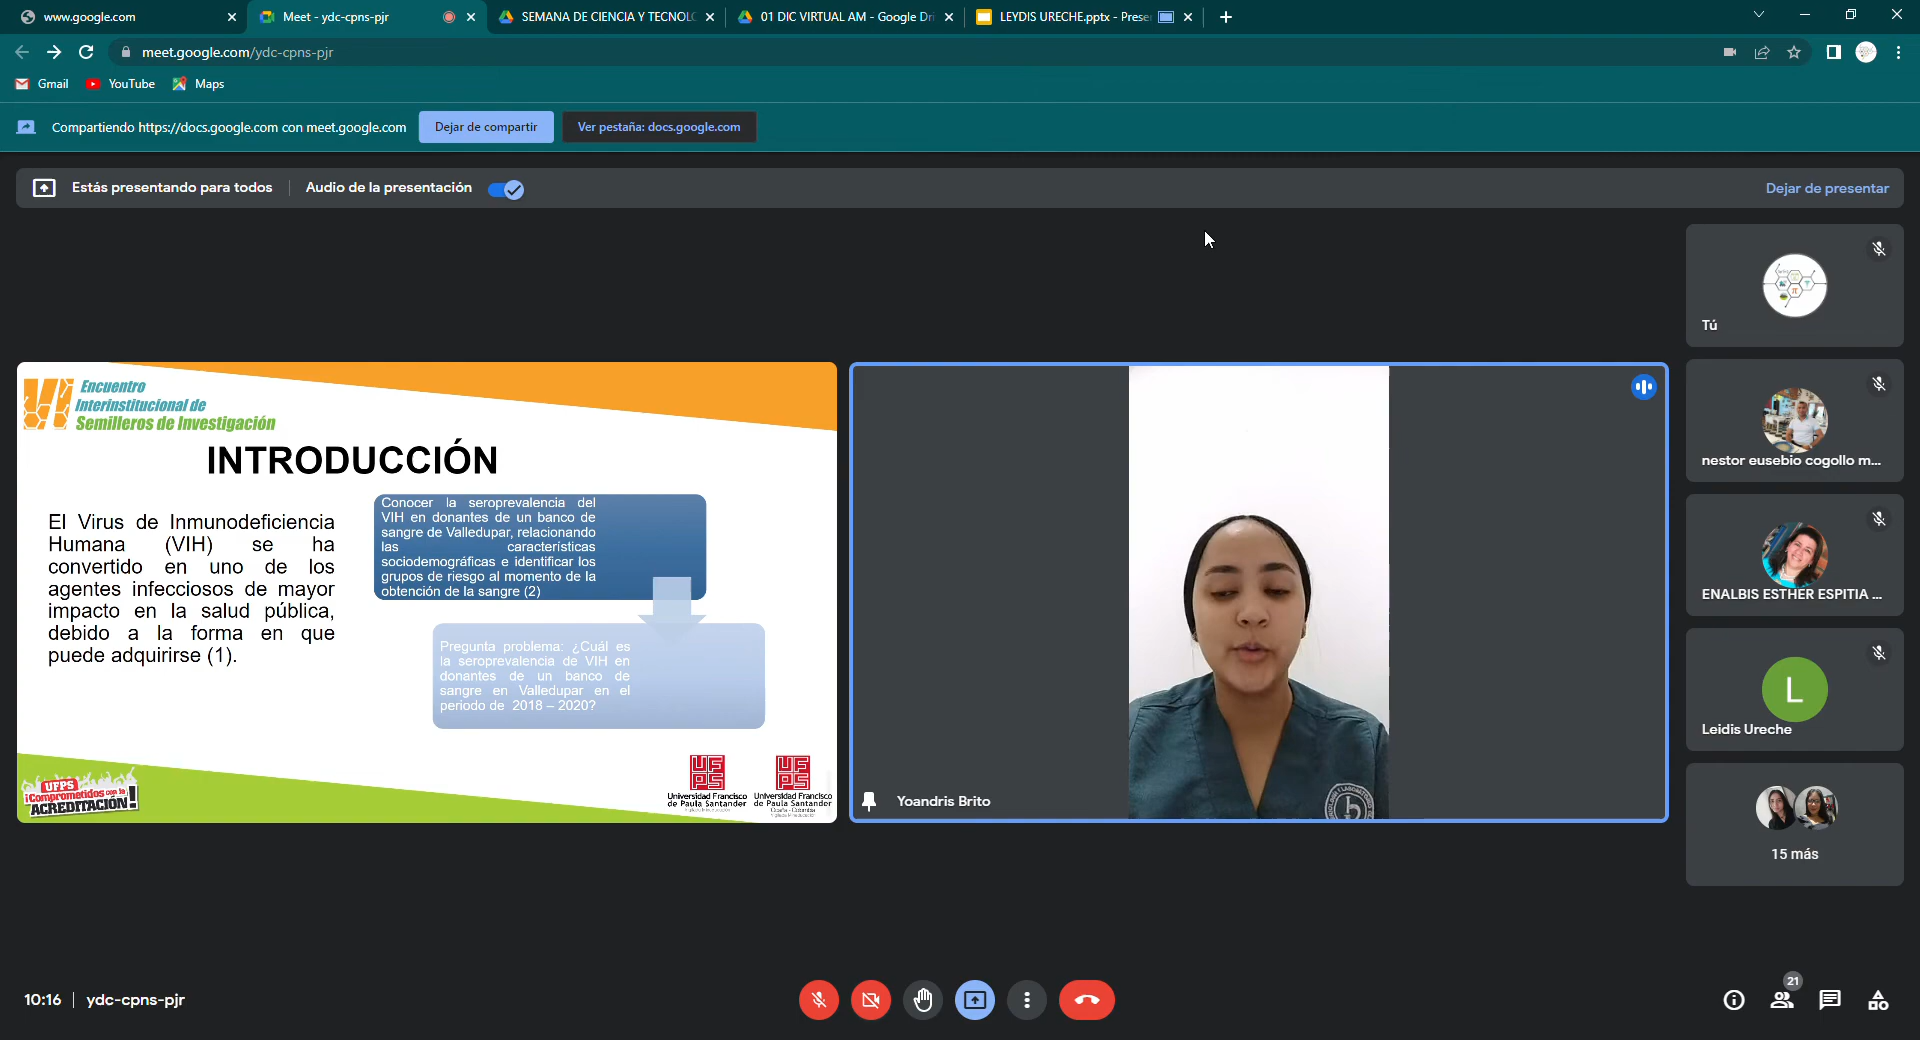 www.google.com
Meet - ydc-cpns-pjr
SEMANA DE CIENCIA Y TECNOL
01 DIC VIRTUAL AM - Google Dri
LEYDIS URECHE.pptx - Prese
meet.google.com/ydc-cpns-pjr
Gmail
YouTube
Maps
Compartiendo https://docs.google.com con meet.google.com
Dejar de compartir
Ver pestaña: docs.google.com
Estás presentando para todos
Audio de la presentación
Dejar de presentar
VI
Encuentro
Interinstitucional de
Semilleros de Investigación
INTRODUCCIÓN
El Virus de Inmunodeficiencia
Humana (VIH) se ha
convertido en uno de los
agentes infecciosos de mayor
impacto en la salud pública,
debido a la forma en que
puede adquirirse (1).
Conocer la seroprevalencia del
VIH en donantes de un banco de
sangre de Valledupar, relacionando
las características
sociodemográficas e identificar los
grupos de riesgo al momento de la
obtención de la sangre (2)
Pregunta problema: ¿Cuál es
la seroprevalencia de VIH en
donantes de un banco de
sangre en Valledupar en el
periodo de 2018 – 2020?
UFPS
¡Comprometidos con la
ACREDITACIÓN!
UFPS
Universidad Francisco
de Paula Santander
UFPS
Universidad Francisco
de Paula Santander
Ocaña - Colombia
Yoandris Brito
Tú
nestor eusebio cogollo m...
ENALBIS ESTHER ESPITIA ...
L
Leidis Ureche
15 más
10:16
ydc-cpns-pjr
21